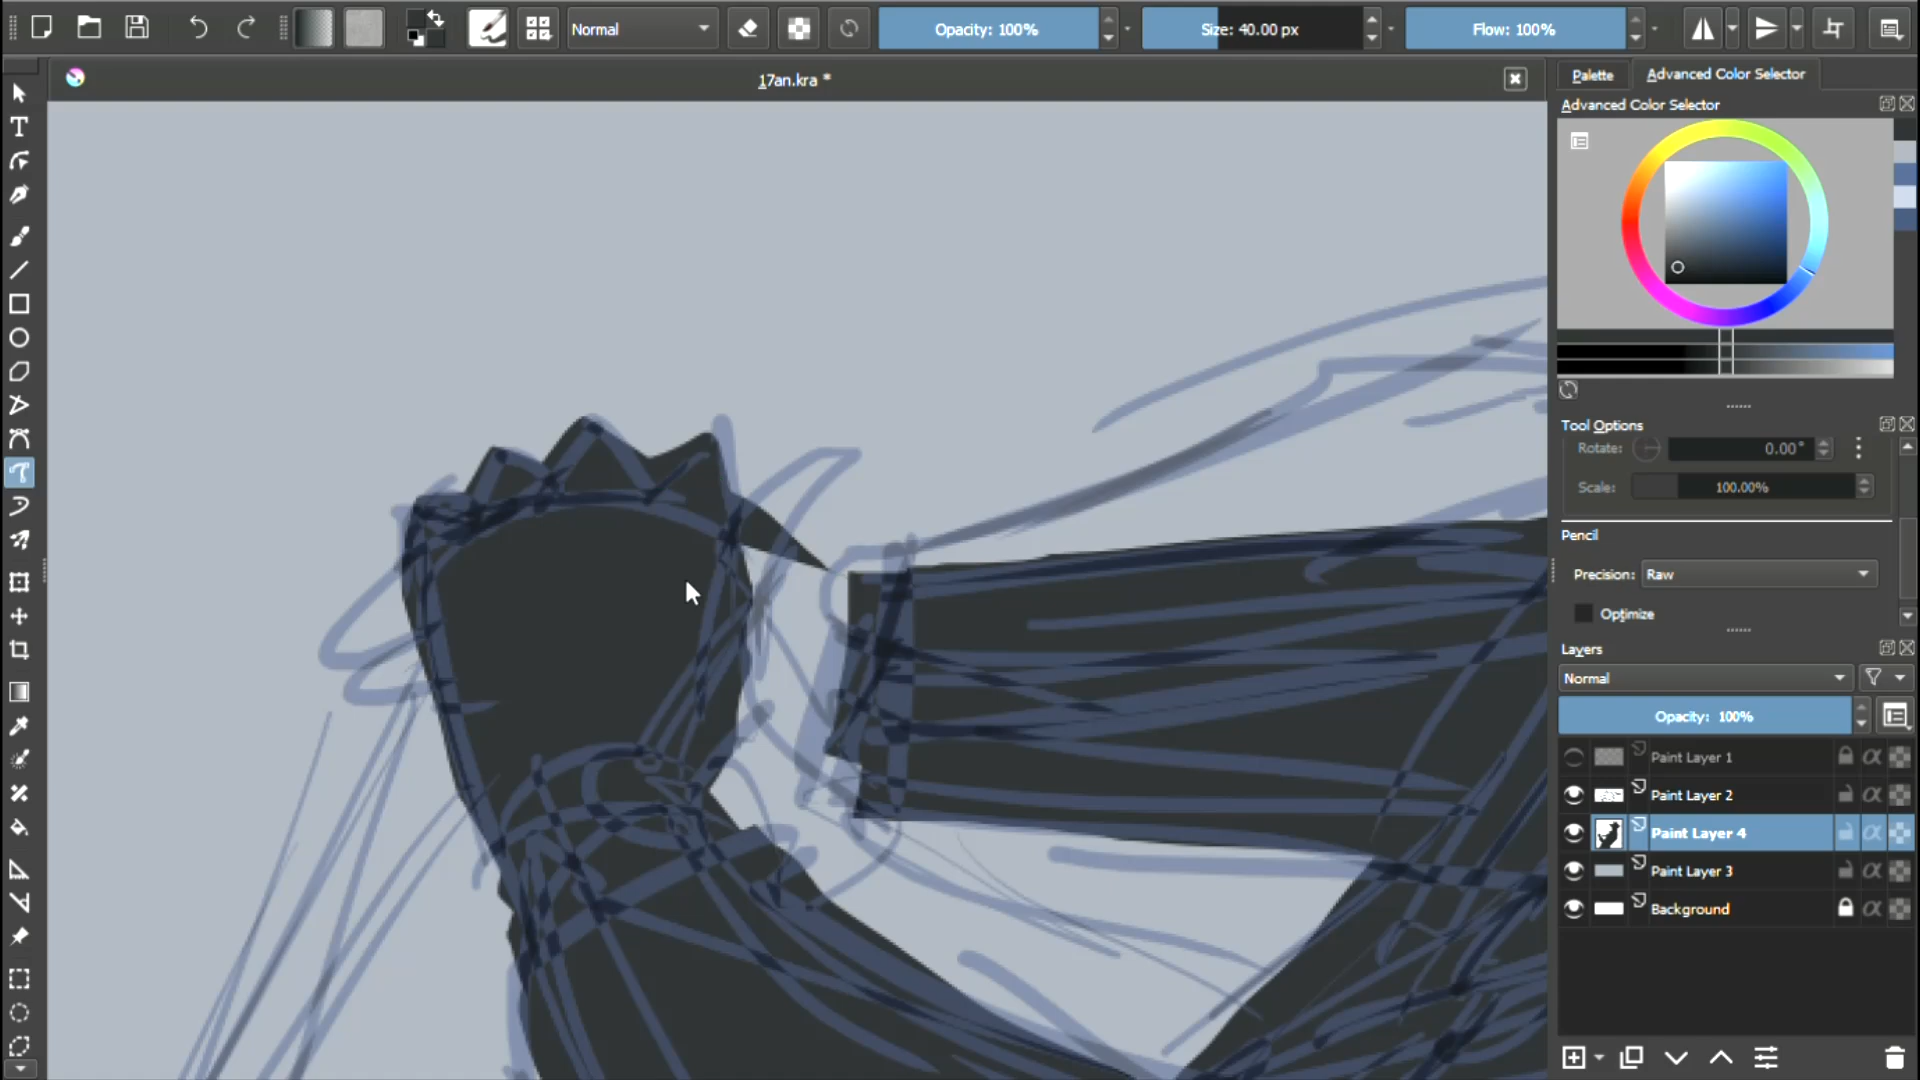 Normal
Opacity: 100%
Size: 40.00 px
Flow: 100%
17an.kra *
Palette
Advanced Color Selector
Advanced Color Selector
Tool Options
Rotate:
0.00°
Scale:
100.00%
Pencil
Precision:
Raw
Optimize
Layers
Normal
Opacity: 100%
Paint Layer 1
Paint Layer 2
Paint Layer 4
Paint Layer 3
Background